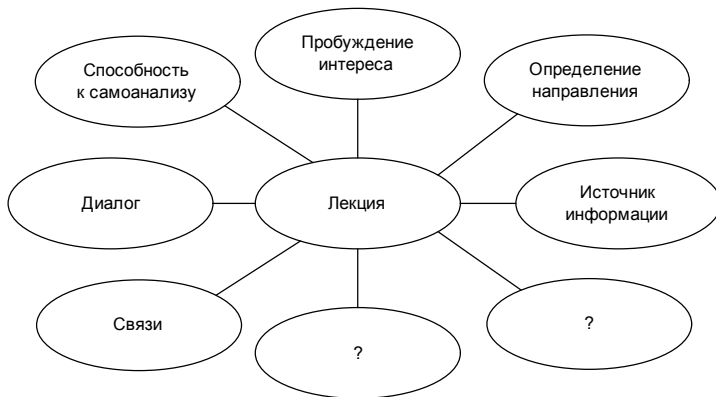 Пробуждение
интереса
Способность
к самоанализу
Определение
направления
Диалог
Лекция
Источник
информации
Связи
?
?